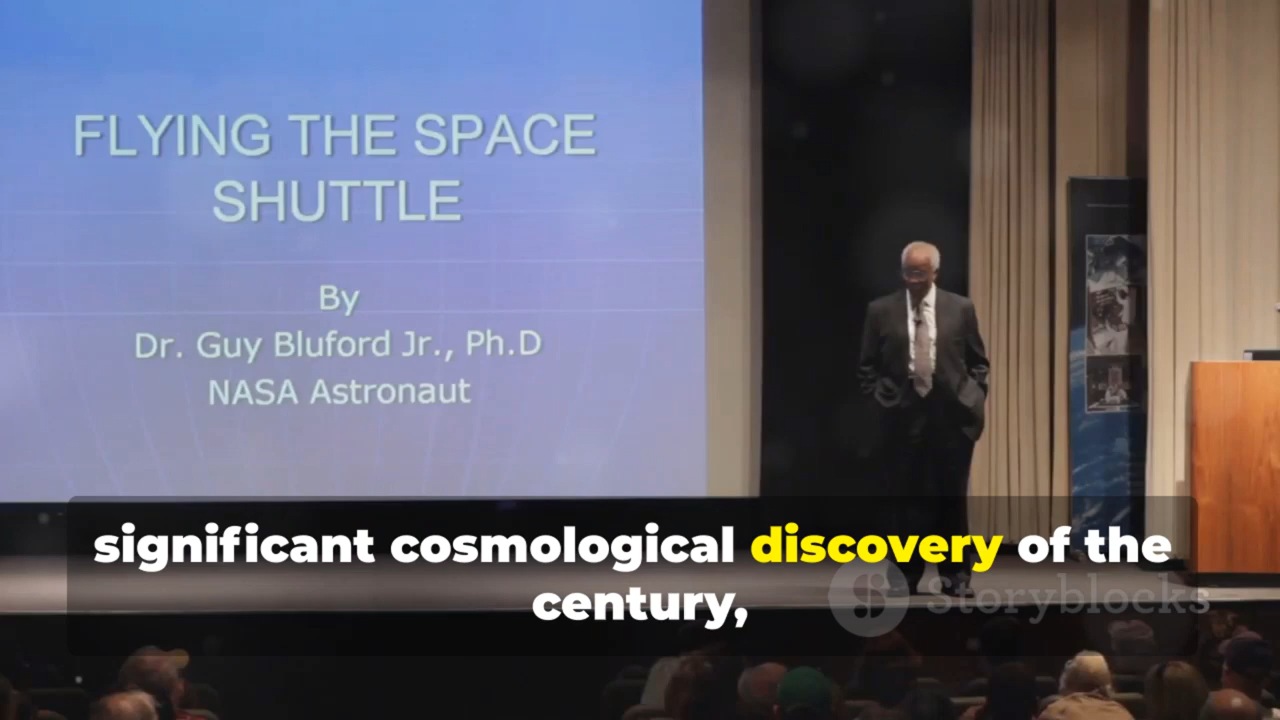 FLYING THE SPACE
SHUTTLE
By
Dr. Guy Bluford Jr., Ph.D
NASA Astronaut
significant cosmological discovery of the
century,
Storyblocks